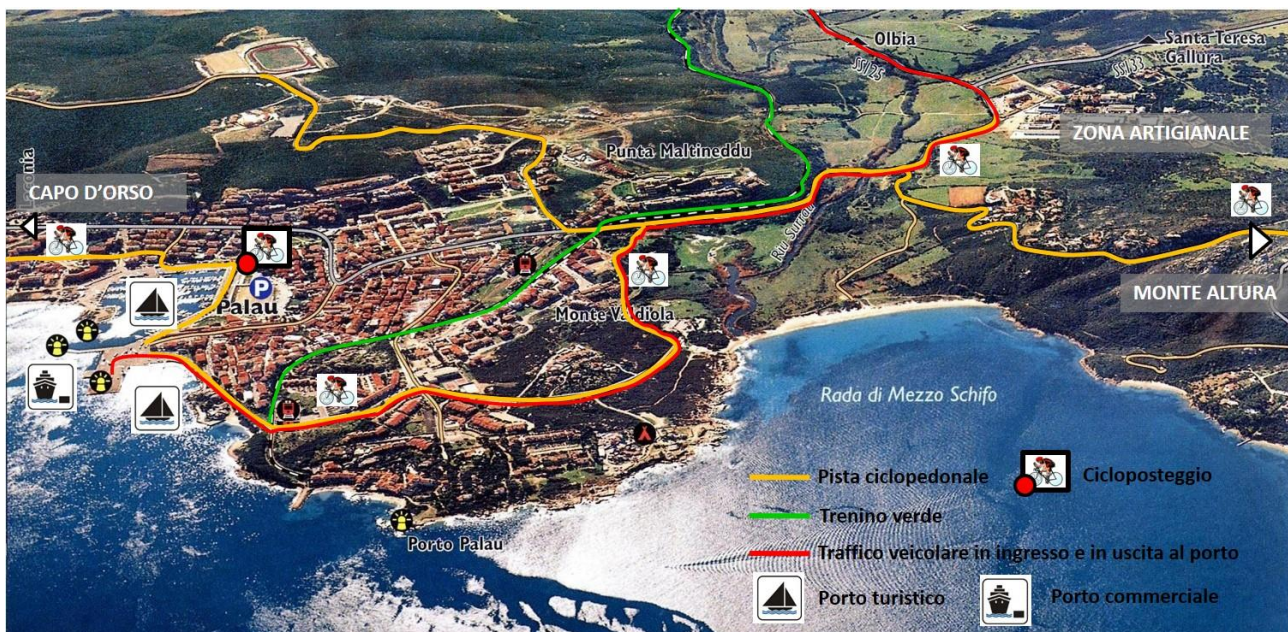 Olbia
SS125
Santa Teresa
Gallura
SS133
ZONA ARTIGIANALE
Punta Maltineddu
CAPO D'ORSO
Riu Surrau
P
Palau
MONTE ALTURA
Monte Valdiola
Rada di Mezzo Schifo
Pista ciclopedonale
Cicloposteggio
Trenino verde
Porto Palau
Traffico veicolare in ingresso e in uscita al porto
Porto turistico
Porto commerciale